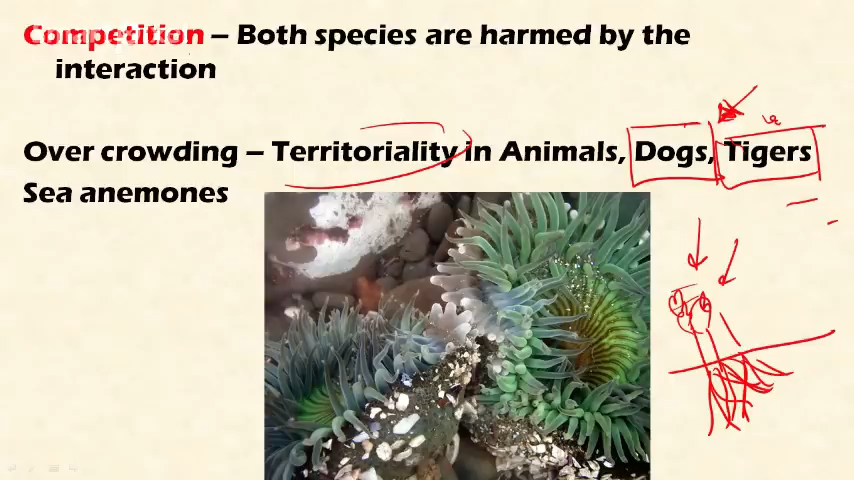 Competition – Both species are harmed by the
interaction
Over crowding – Territoriality in Animals, Dogs, Tigers
Sea anemones